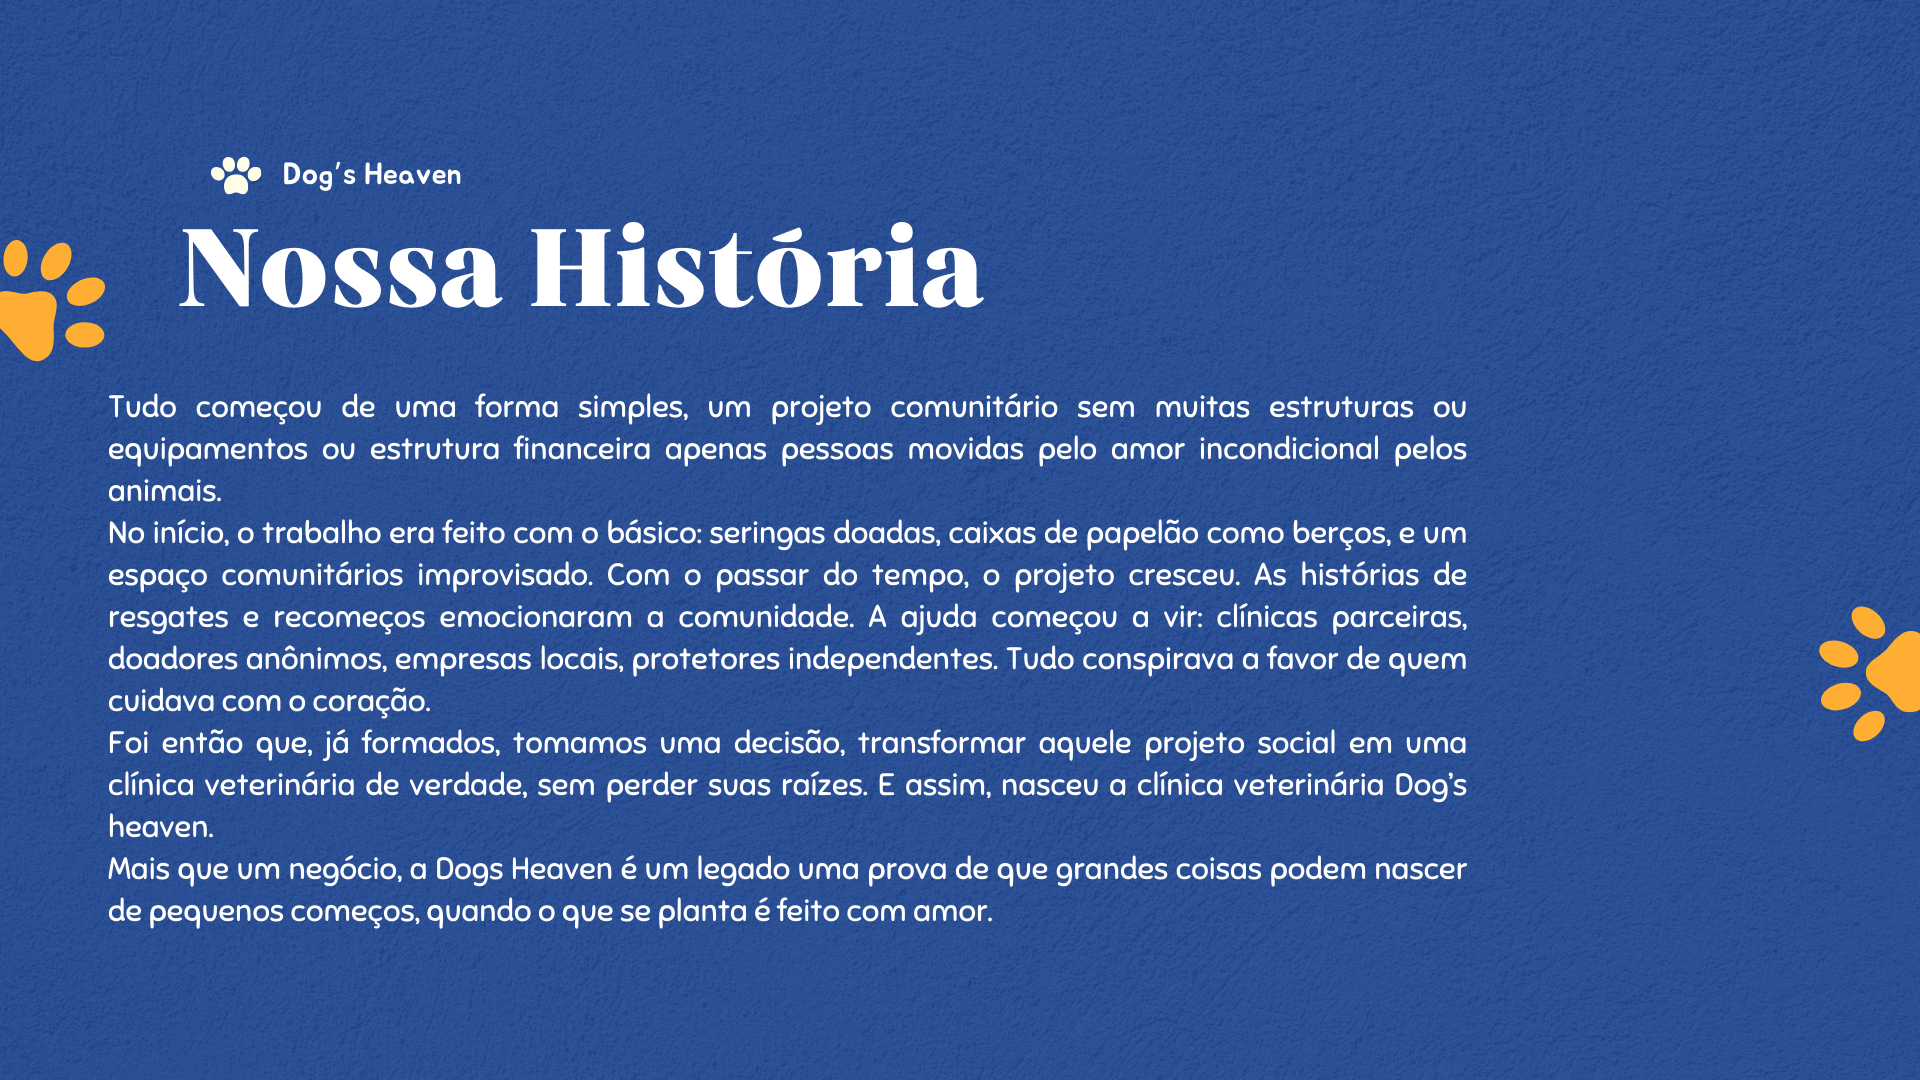 Dog's Heaven
Nossa História
Tudo começou de uma forma simples, um projeto comunitário sem muitas estruturas ou
equipamentos ou estrutura financeira apenas pessoas movidas pelo amor incondicional pelos
animais.
No início, o trabalho era feito com o básico: seringas doadas, caixas de papelão como berços, e um
espaço comunitários improvisado. Com o passar do tempo, o projeto cresceu. As histórias de
resgates e recomeços emocionaram a comunidade. A ajuda começou a vir: clínicas parceiras,
doadores anônimos, empresas locais, protetores independentes. Tudo conspirava a favor de quem
cuidava com o coração.
Foi então que, já formados, tomamos uma decisão, transformar aquele projeto social em uma
clínica veterinária de verdade, sem perder suas raízes. E assim, nasceu a clínica veterinária Dog's
heaven.
Mais que um negócio, a Dogs Heaven é um legado uma prova de que grandes coisas podem nascer
de pequenos começos, quando o que se planta é feito com amor.